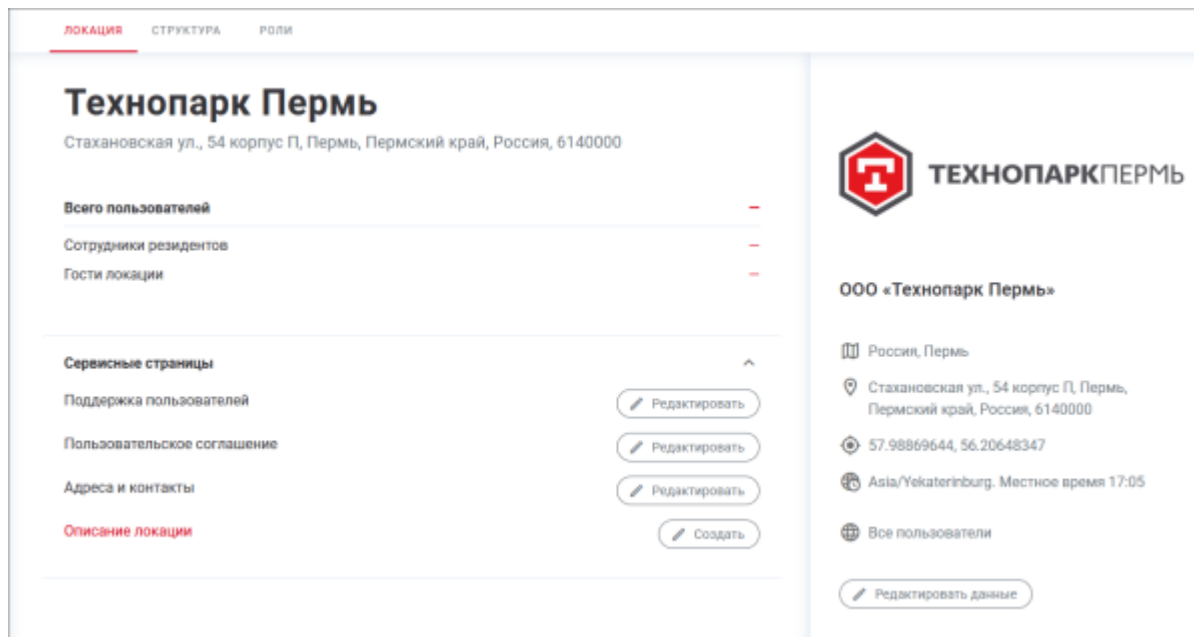 ЛОКАЦИЯ СТРУКТУРА РОЛИ
Технопарк Пермь
Стахановская ул., 54 корпус П, Пермь, Пермский край, Россия, 6140000
Всего пользователей –
Сотрудники резидентов –
Гости локации –
Сервисные страницы
Поддержка пользователей Редактировать
Пользовательское соглашение Редактировать
Адреса и контакты Редактировать
Описание локации Создать
ТЕХНОПАРКПЕРМЬ
ООО «Технопарк Пермь»
Россия, Пермь
Стахановская ул., 54 корпус П, Пермь,
Пермский край, Россия, 6140000
57.98869644, 56.20648347
Asia/Yekaterinburg. Местное время 17:05
Все пользователи
Редактировать данные